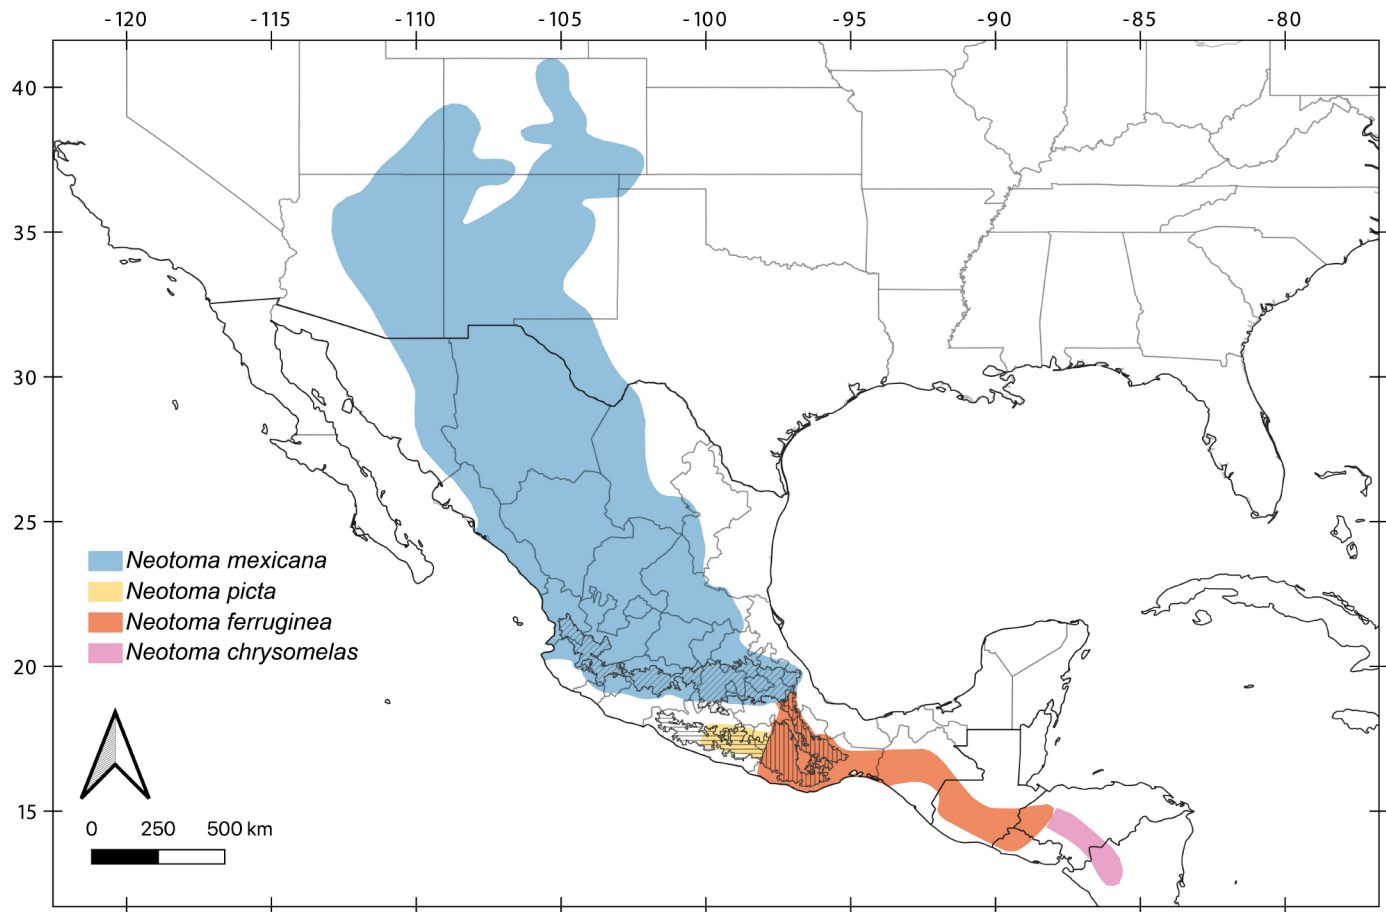 -120 -115 -110 -105 -100 -95 -90 -85 -80
40
35
30
25
20
15
Neotoma mexicana
Neotoma picta
Neotoma ferruginea
Neotoma chrysomelas
0 250 500 km